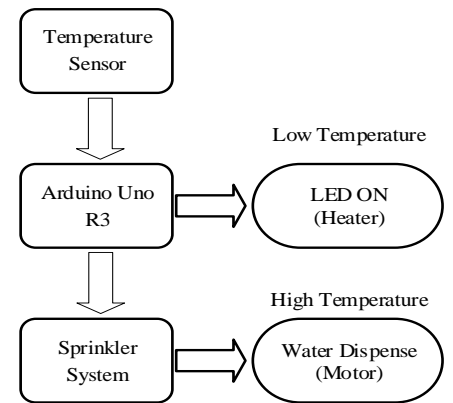 Temperature
Sensor
Low Temperature
Arduino Uno
R3
LED ON
(Heater)
High Temperature
Sprinkler
System
Water Dispense
(Motor)